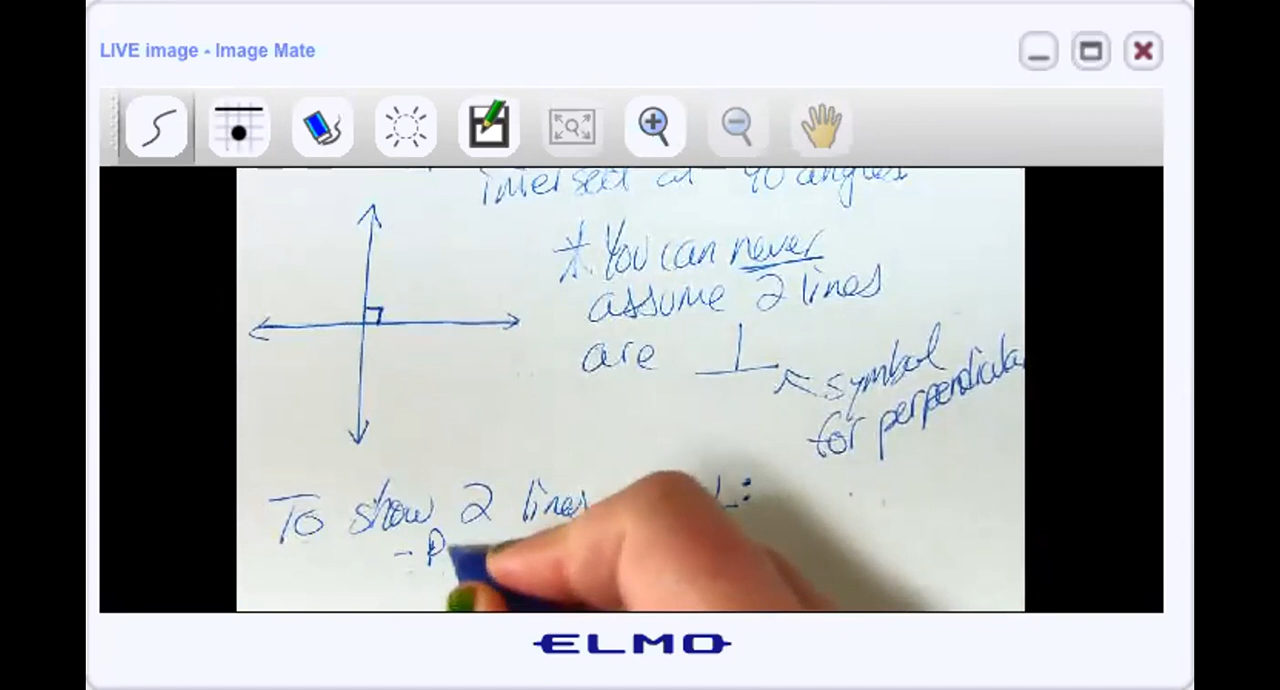 LIVE image - Image Mate
intersect at 90 angles
* You can never
assume 2 lines
are ⊥
symbol
for perpendicular
To show 2 lines ⊥:
- P
ELMO